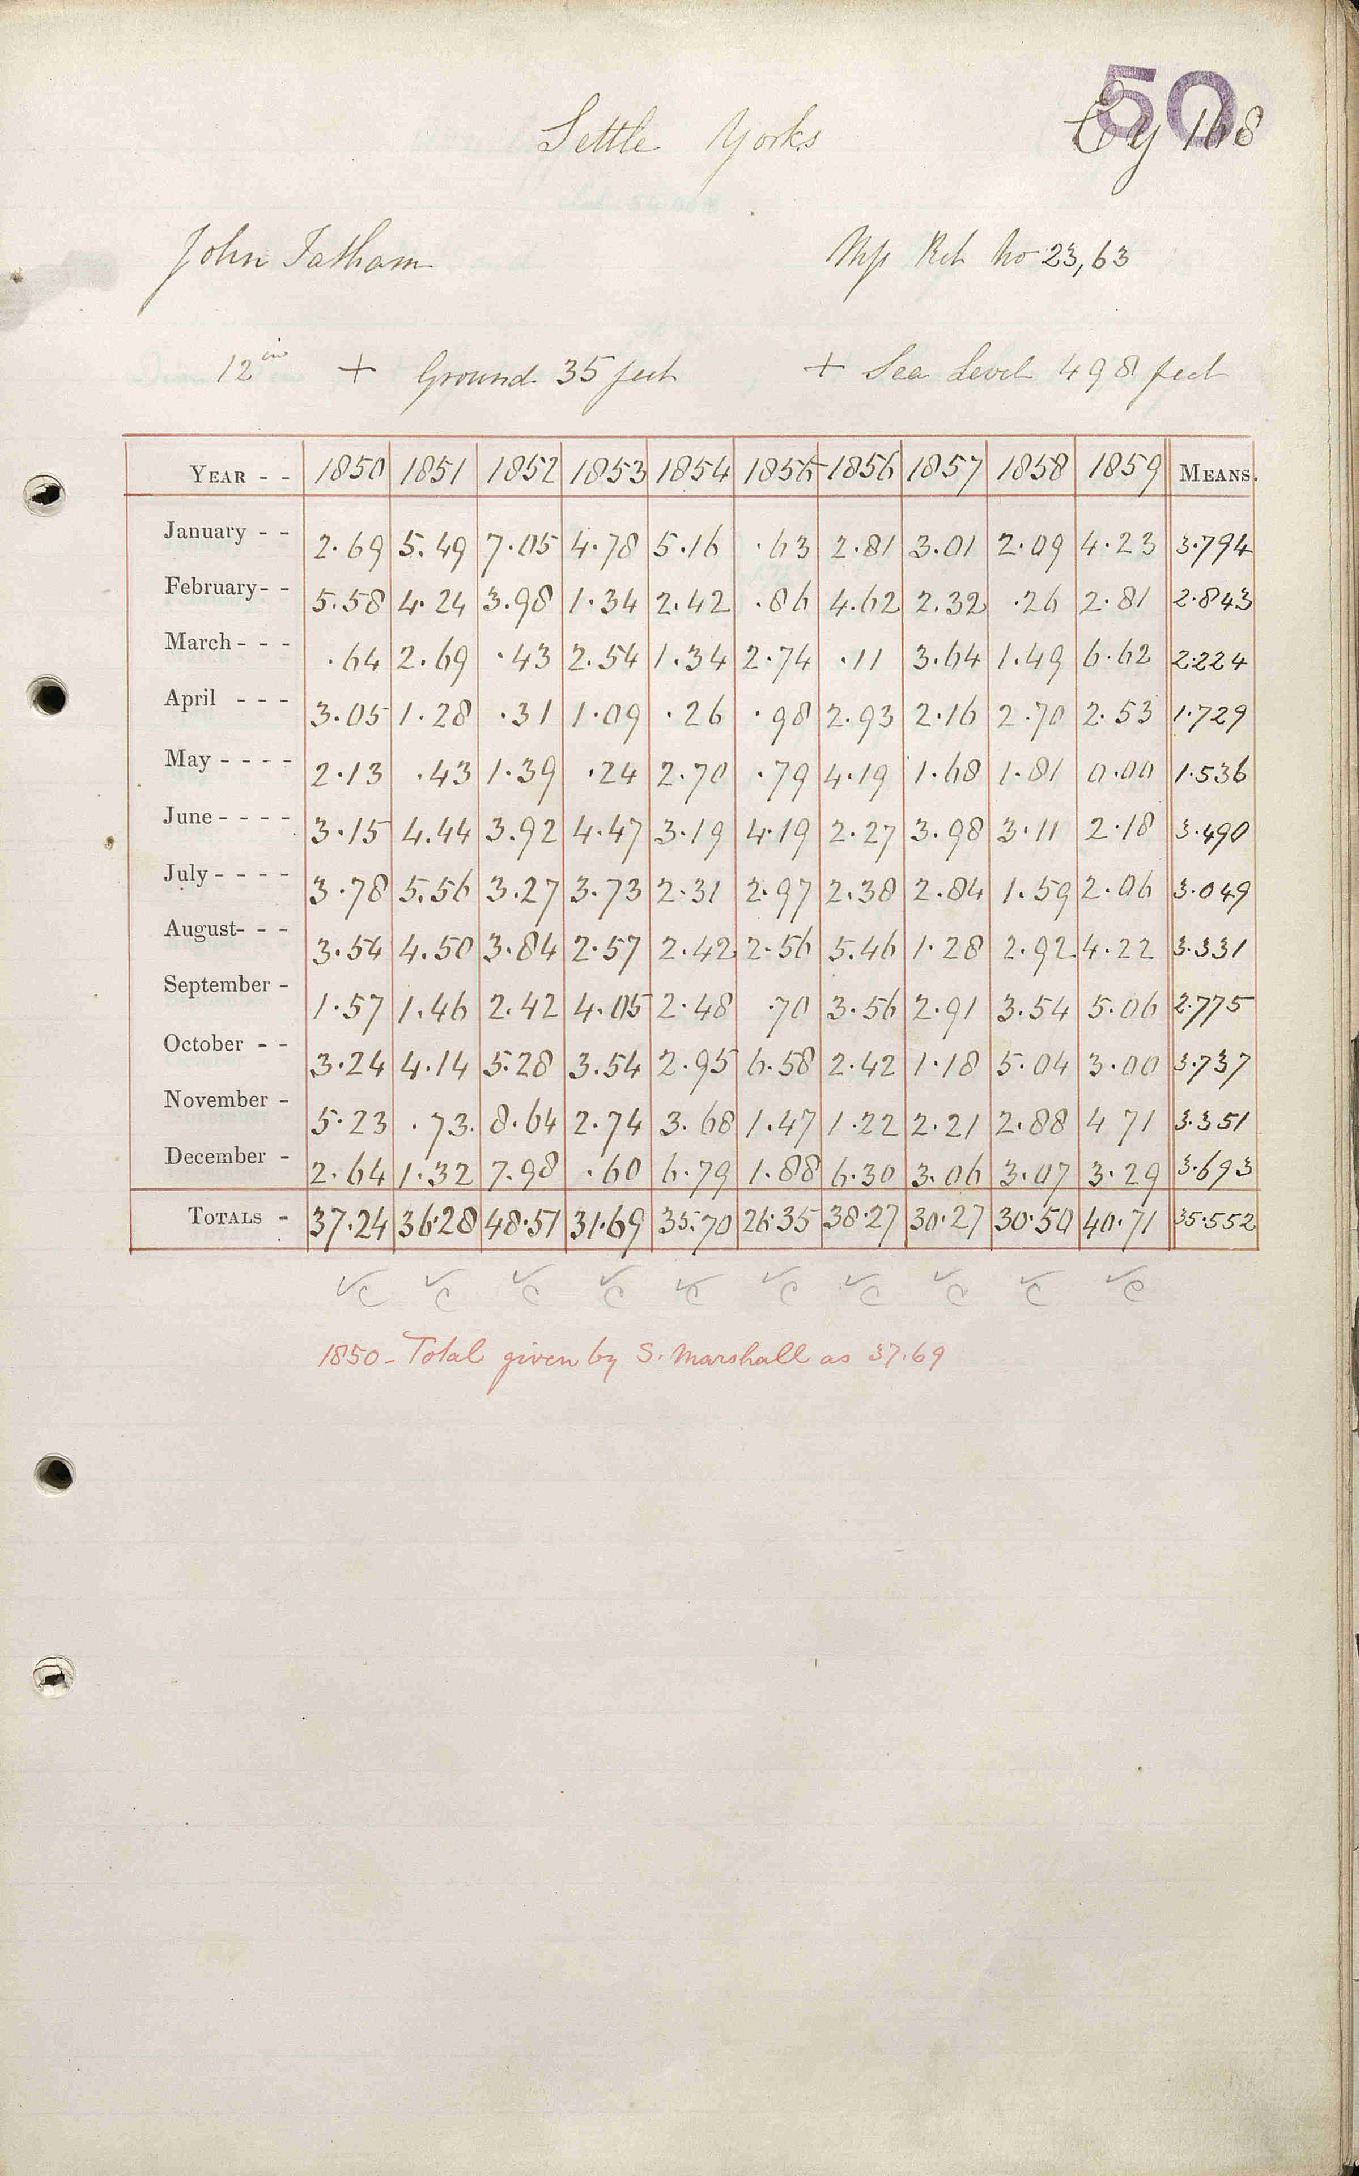 50
Settle Yorks Cy 168
John Tatham Mp Ret No 23,63
12in + Ground 35 feet + Sea Level 498 feet
YEAR - - 1850 1851 1852 1853 1854 1855 1856 1857 1858 1859 MEANS.
January - - 2.69 5.49 7.05 4.78 5.16 .63 2.81 3.01 2.09 4.23 3.794
February- - 5.58 4.24 3.98 1.34 2.42 .86 4.62 2.32 .26 2.81 2.843
March - - - .64 2.69 .43 2.54 1.34 2.74 .11 3.64 1.49 6.62 2.224
April - - - 3.05 1.28 .31 1.09 .26 .98 2.93 2.16 2.70 2.53 1.729
May - - - - 2.13 .43 1.39 .24 2.70 .79 4.19 1.68 1.81 0.00 1.536
June - - - - 3.15 4.44 3.92 4.47 3.19 4.19 2.27 3.98 3.11 2.18 3.490
July - - - - 3.78 5.56 3.27 3.73 2.31 2.97 2.38 2.84 1.59 2.06 3.049
August- - - 3.54 4.50 3.84 2.57 2.42 2.56 5.46 1.28 2.92 4.22 3.331
September - 1.57 1.46 2.42 4.05 2.48 .70 3.56 2.91 3.54 5.06 2.775
October - - 3.24 4.14 5.28 3.54 2.95 6.58 2.42 1.18 5.04 3.00 3.737
November - 5.23 .73 8.64 2.74 3.68 1.47 1.22 2.21 2.88 4 71 3.351
December - 2.64 1.32 7.98 .60 6.79 1.88 6.30 3.06 3.07 3.29 3.693
TOTALS - 37.24 36.28 48.51 31.69 35.70 26.35 38.27 30.27 30.50 40.71 35.552
✓c ✓c ✓c ✓c ✓c ✓c ✓c ✓c ✓c ✓c
1850 - Total given by S. Marshall as 37.69